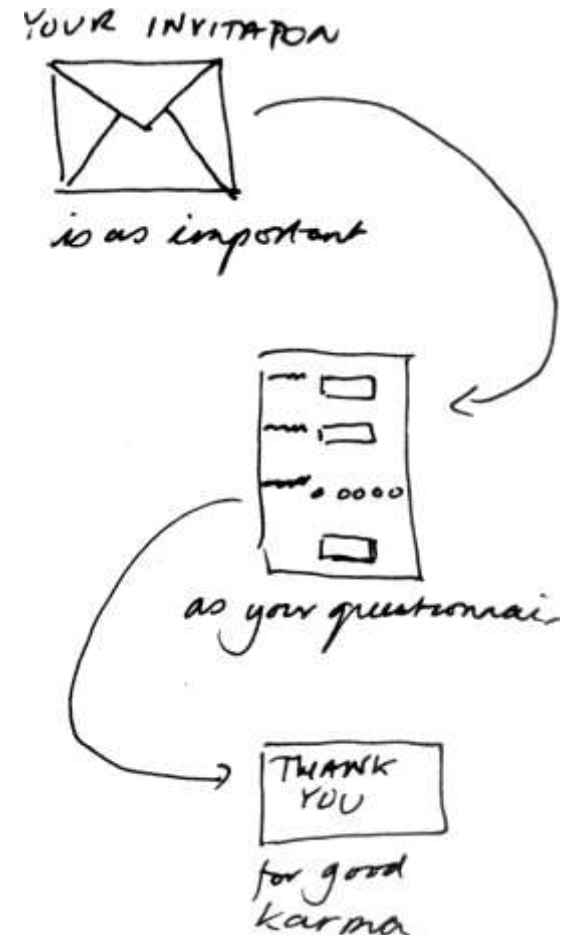 YOUR INVITATION
is as important
as your questionnai
THANK
YOU
for good
karma